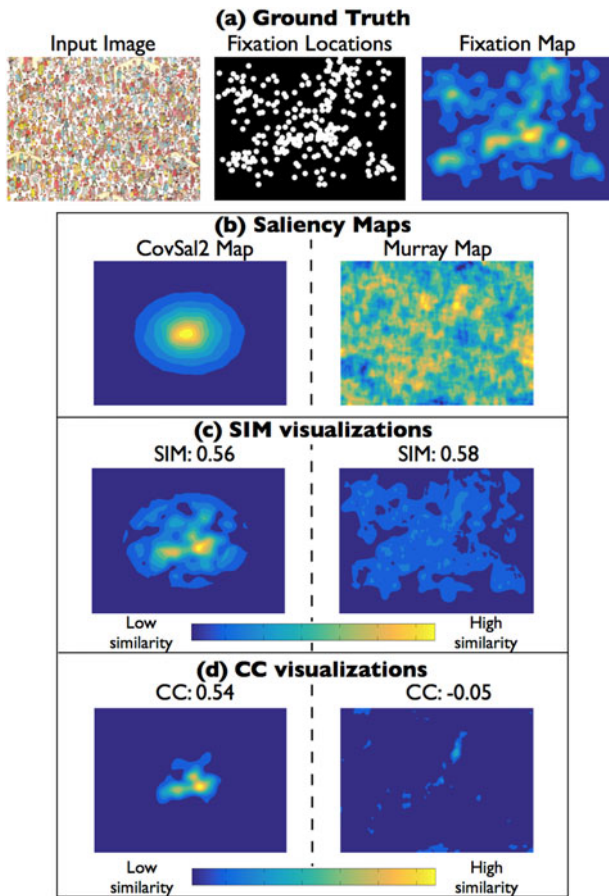 (a) Ground Truth
Input Image Fixation Locations Fixation Map
(b) Saliency Maps
CovSal2 Map Murray Map
(c) SIM visualizations
SIM: 0.56 SIM: 0.58
Low similarity High similarity
(d) CC visualizations
CC: 0.54 CC: -0.05
Low similarity High similarity